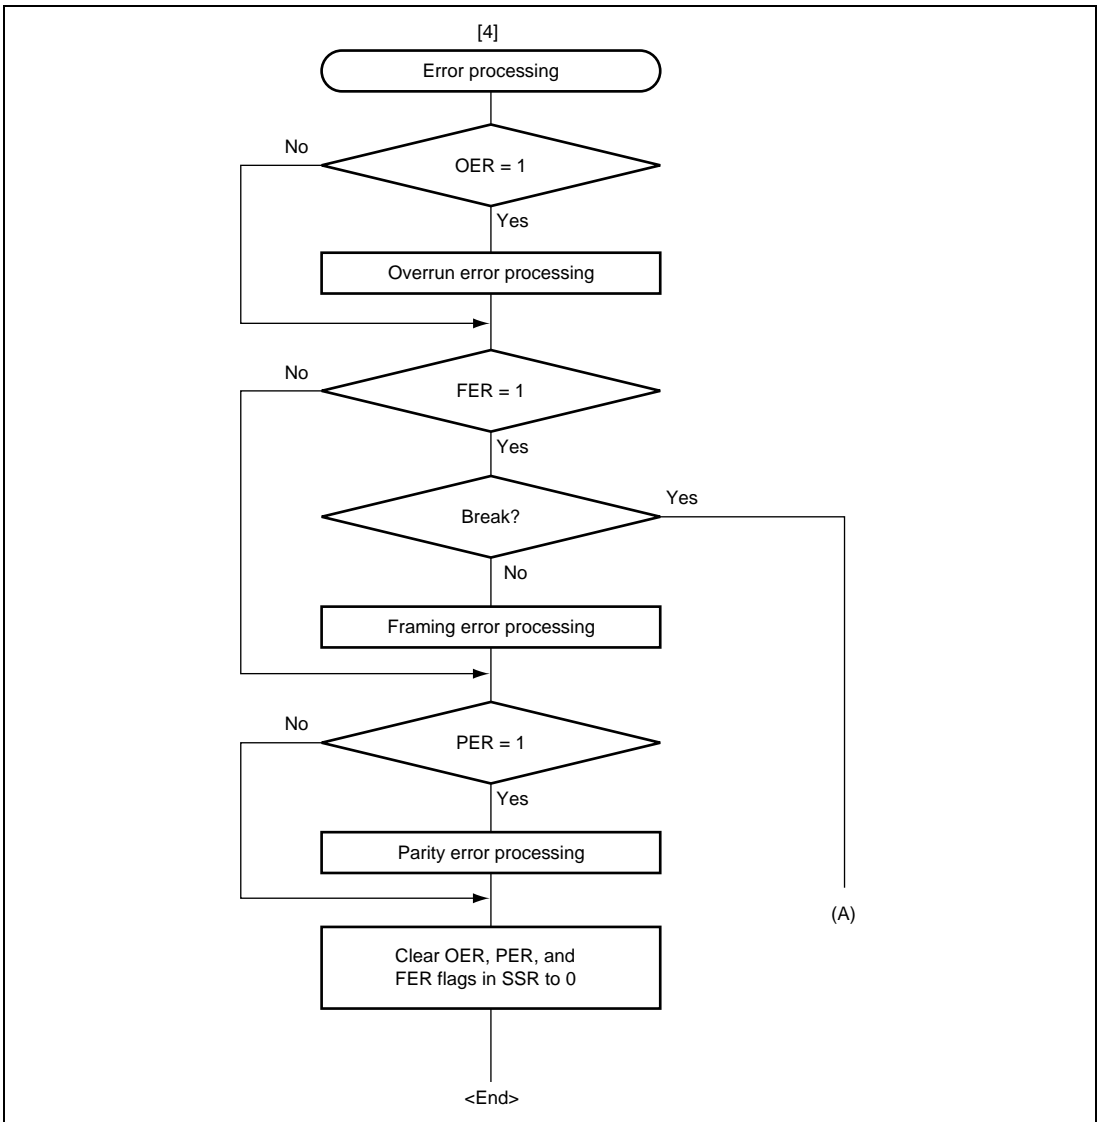 [4]
Error processing
No
OER = 1
Yes
Overrun error processing
No
FER = 1
Yes
Break?
Yes
No
Framing error processing
No
PER = 1
Yes
Parity error processing
(A)
Clear OER, PER, and
FER flags in SSR to 0
<End>